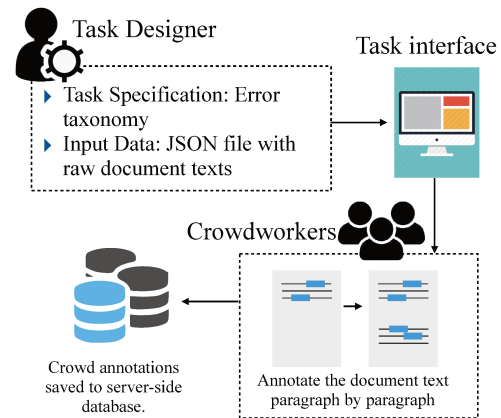 Task Designer
Task interface
Task Specification: Error
taxonomy
Input Data: JSON file with
raw document texts
Crowdworkers
Crowd annotations
saved to server-side
database.
Annotate the document text
paragraph by paragraph